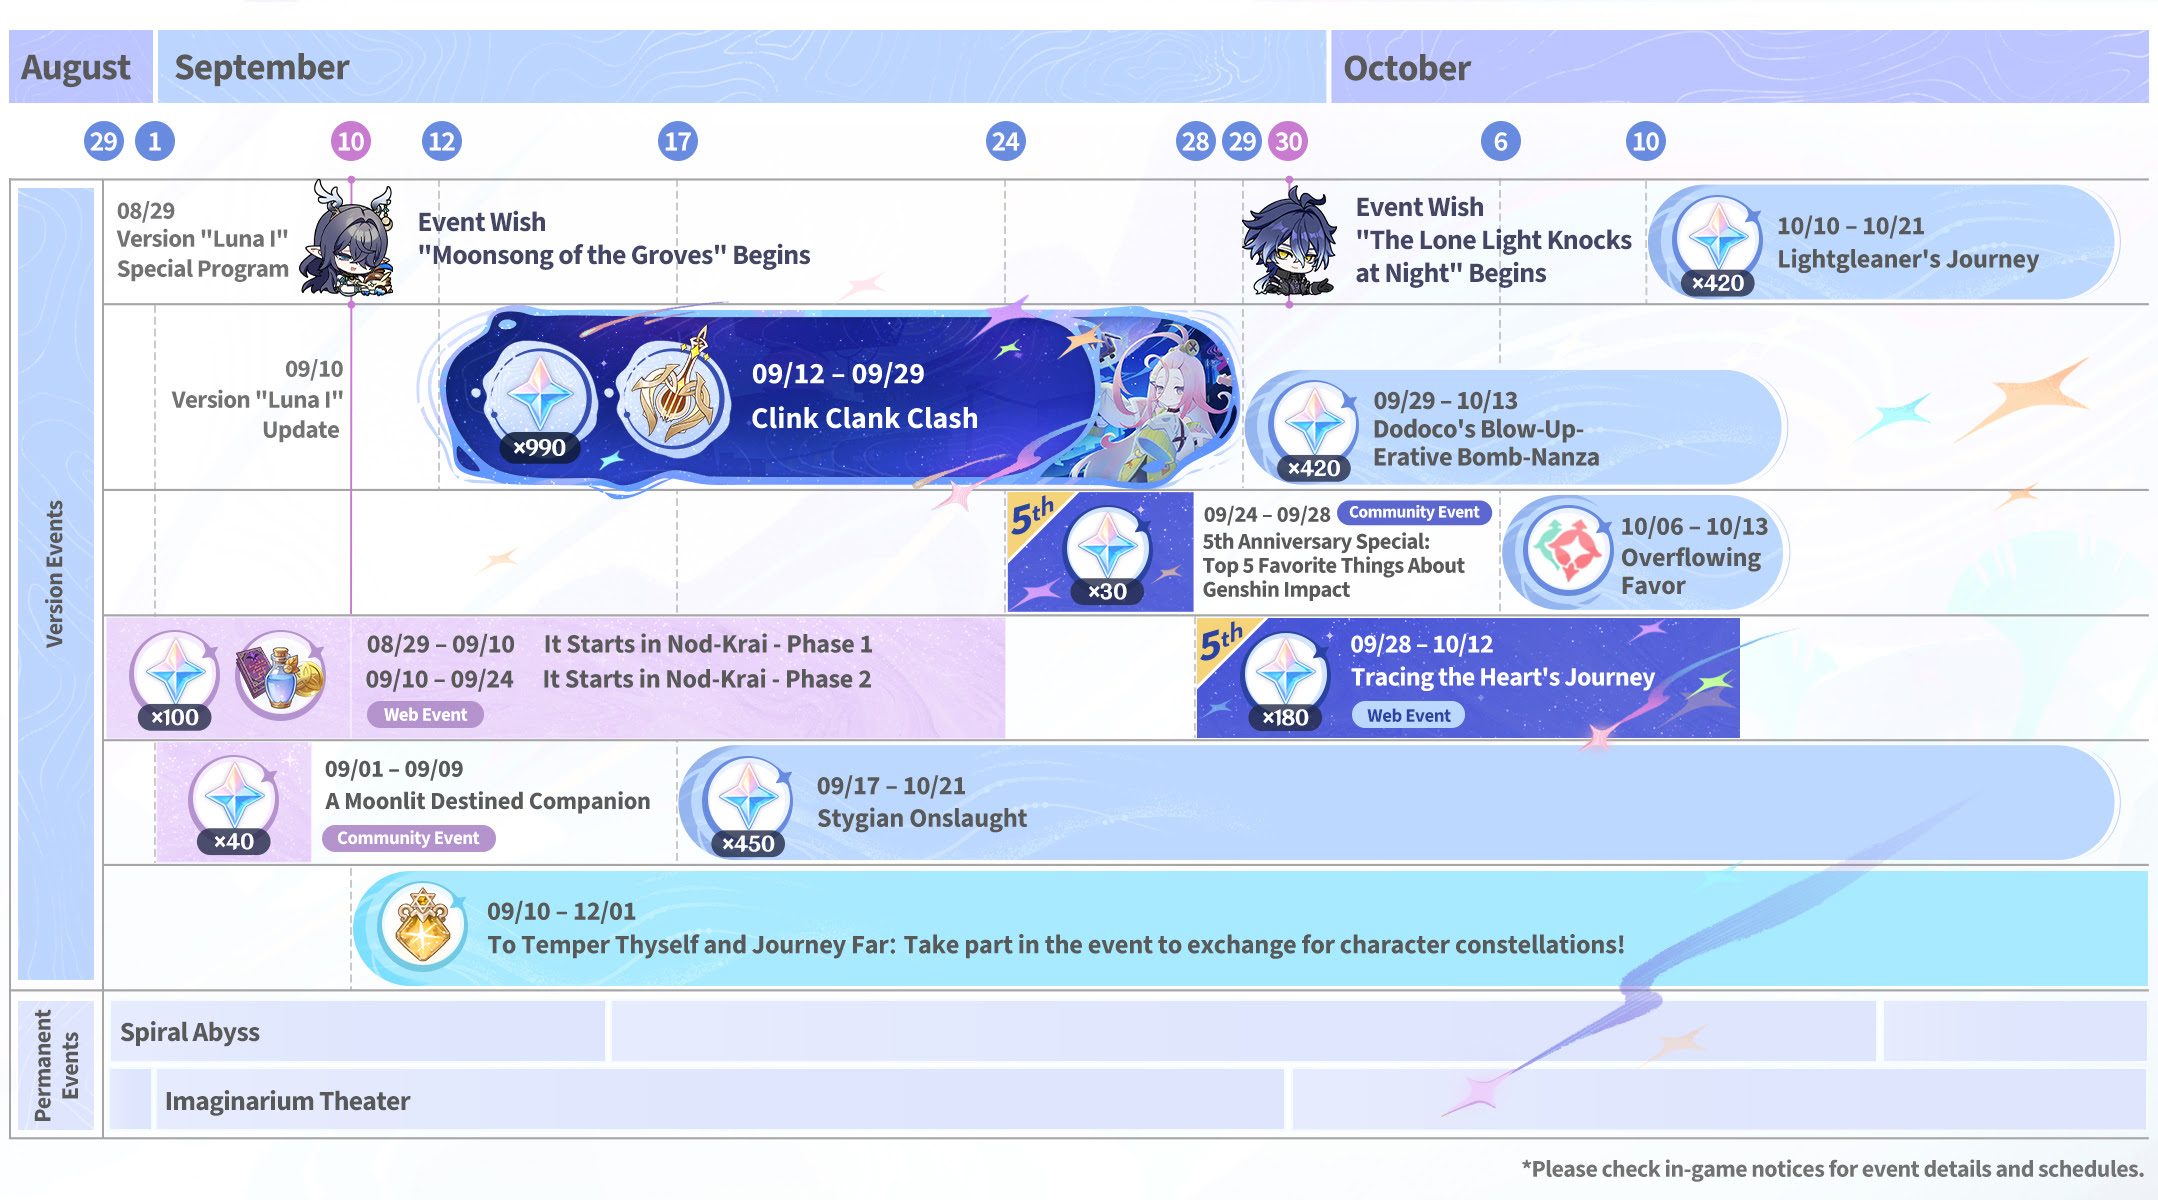 August
September
October
29
1
10
12
17
24
28
29
30
6
10
Version Events
08/29
Version "Luna I"
Special Program
Event Wish
"Moonsong of the Groves" Begins
Event Wish
"The Lone Light Knocks
at Night" Begins
×420
10/10 – 10/21
Lightgleaner's Journey
09/10
Version "Luna I"
Update
×990
09/12 – 09/29
Clink Clank Clash
×420
09/29 – 10/13
Dodoco's Blow-Up-
Erative Bomb-Nanza
5th
×30
09/24 – 09/28
Community Event
5th Anniversary Special:
Top 5 Favorite Things About
Genshin Impact
10/06 – 10/13
Overflowing
Favor
×100
08/29 – 09/10 It Starts in Nod-Krai - Phase 1
09/10 – 09/24 It Starts in Nod-Krai - Phase 2
Web Event
5th
×180
09/28 – 10/12
Tracing the Heart's Journey
Web Event
×40
09/01 – 09/09
A Moonlit Destined Companion
Community Event
×450
09/17 – 10/21
Stygian Onslaught
09/10 – 12/01
To Temper Thyself and Journey Far: Take part in the event to exchange for character constellations!
Permanent
Events
Spiral Abyss
Imaginarium Theater
*Please check in-game notices for event details and schedules.